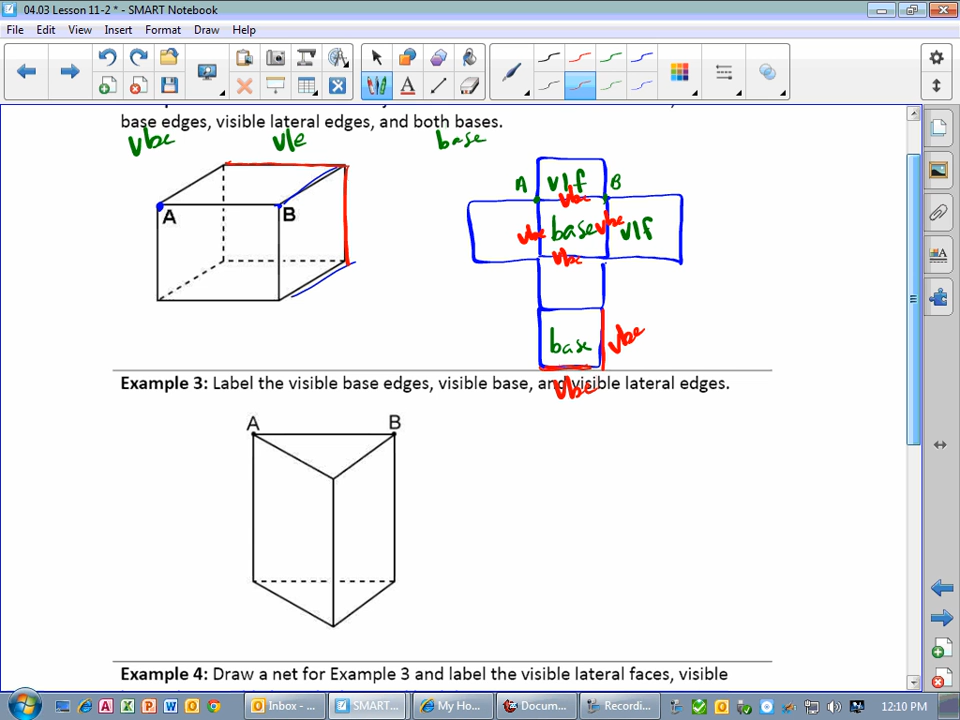 04.03 Lesson 11-2 * - SMART Notebook
File Edit View Insert Format Draw Help
base edges, visible lateral edges, and both bases.
vbe vle base
A B
A vlf B
vbe
vbe base vbe vlf
vbe
base vbe
vbe
Example 3: Label the visible base edges, visible base, and visible lateral edges.
A B
Example 4: Draw a net for Example 3 and label the visible lateral faces, visible
Inbox - ... SMART... My Ho... Docum... Recordi... 12:10 PM